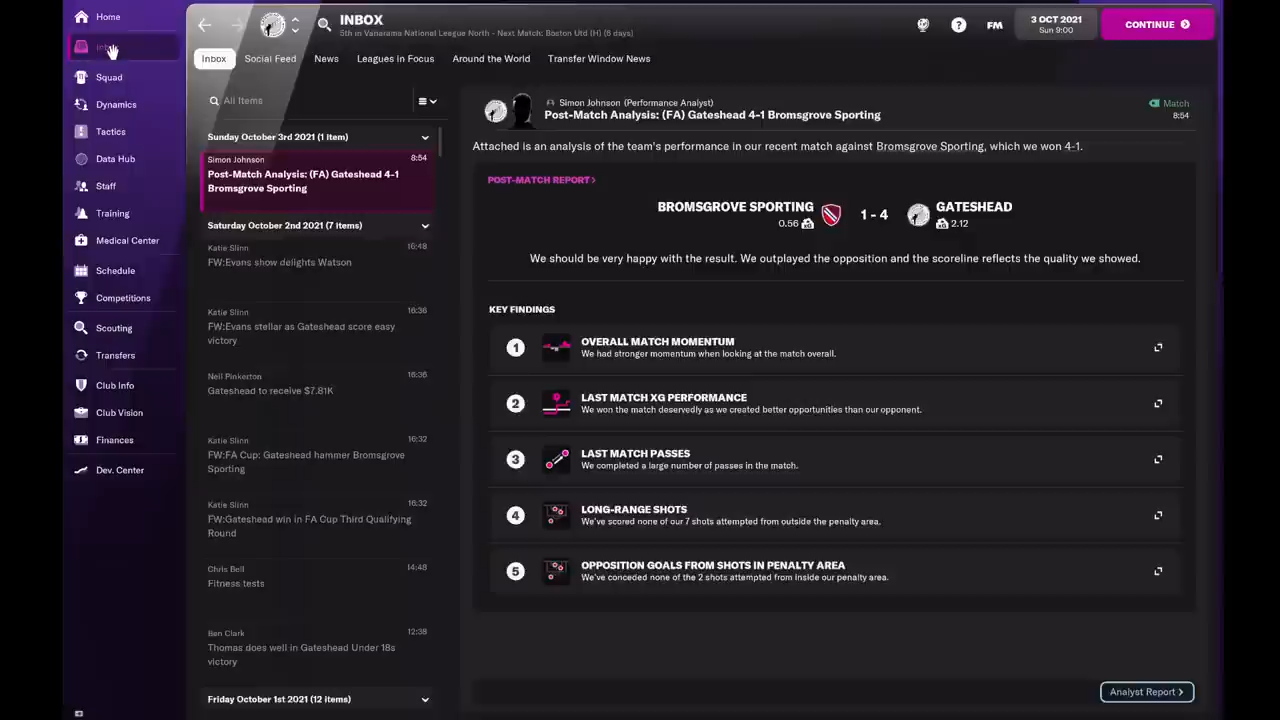 Home
Inbox
Squad
Dynamics
Tactics
Data Hub
Staff
Training
Medical Center
Schedule
Competitions
Scouting
Transfers
Club Info
Club Vision
Finances
Dev. Center
INBOX
5th in Vanarama National League North - Next Match: Boston Utd (H) (6 days)
?
FM
3 OCT 2021
Sun 9:00
CONTINUE
Inbox
Social Feed
News
Leagues in Focus
Around the World
Transfer Window News
All Items
Sunday October 3rd 2021 (1 item)
Simon Johnson 8:54
Post-Match Analysis: (FA) Gateshead 4-1
Bromsgrove Sporting
Saturday October 2nd 2021 (7 items)
Katie Slinn 16:48
FW:Evans show delights Watson
Katie Slinn 16:36
FW:Evans stellar as Gateshead score easy
victory
Neil Pinkerton 16:36
Gateshead to receive $7.81K
Katie Slinn 16:32
FW:FA Cup: Gateshead hammer Bromsgrove
Sporting
Katie Slinn 16:32
FW:Gateshead win in FA Cup Third Qualifying
Round
Chris Bell 14:48
Fitness tests
Ben Clark 12:38
Thomas does well in Gateshead Under 18s
victory
Friday October 1st 2021 (12 items)
Simon Johnson (Performance Analyst)
Post-Match Analysis: (FA) Gateshead 4-1 Bromsgrove Sporting
Match
8:54
Attached is an analysis of the team's performance in our recent match against Bromsgrove Sporting, which we won 4-1.
POST-MATCH REPORT>
BROMSGROVE SPORTING 1 - 4 GATESHEAD
0.56 xG xG 2.12
We should be very happy with the result. We outplayed the opposition and the scoreline reflects the quality we showed.
KEY FINDINGS
1 OVERALL MATCH MOMENTUM
We had stronger momentum when looking at the match overall.
2 LAST MATCH XG PERFORMANCE
We won the match deservedly as we created better opportunities than our opponent.
3 LAST MATCH PASSES
We completed a large number of passes in the match.
4 LONG-RANGE SHOTS
We've scored none of our 7 shots attempted from outside the penalty area.
5 OPPOSITION GOALS FROM SHOTS IN PENALTY AREA
We've conceded none of the 2 shots attempted from inside our penalty area.
Analyst Report >